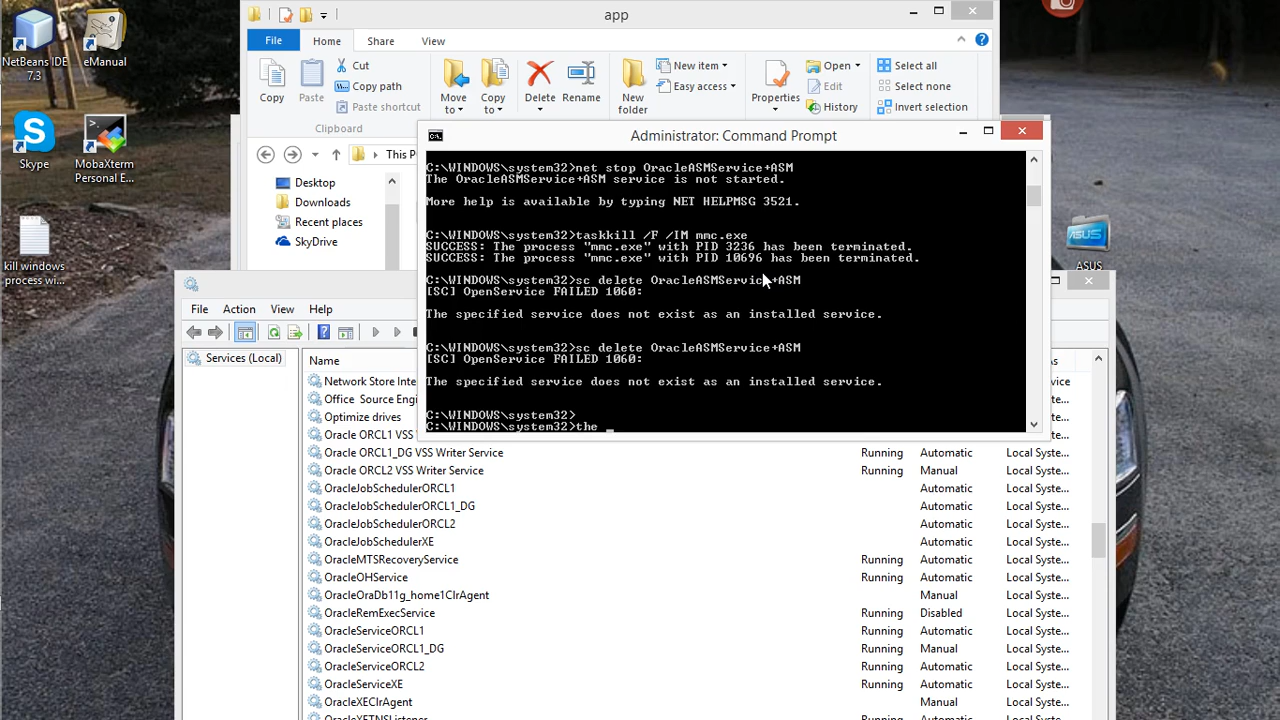 NetBeans IDE
7.3
eManual
Skype
MobaXterm
Personal E...
kill windows
process wi...
ASUS
app
File
Home
Share
View
Copy
Paste
Cut
Copy path
Paste shortcut
Clipboard
Move
to
Copy
to
Delete
Rename
New
folder
New item
Easy access
Properties
Open
Edit
History
Select all
Select none
Invert selection
This P
Desktop
Downloads
Recent places
SkyDrive
Administrator: Command Prompt
C:\WINDOWS\system32>net stop OracleASMService+ASM
The OracleASMService+ASM service is not started.
More help is available by typing NET HELPMSG 3521.
C:\WINDOWS\system32>taskkill /F /IM mmc.exe
SUCCESS: The process "mmc.exe" with PID 3236 has been terminated.
SUCCESS: The process "mmc.exe" with PID 10696 has been terminated.
C:\WINDOWS\system32>sc delete OracleASMService+ASM
[SC] OpenService FAILED 1060:
The specified service does not exist as an installed service.
C:\WINDOWS\system32>sc delete OracleASMService+ASM
[SC] OpenService FAILED 1060:
The specified service does not exist as an installed service.
C:\WINDOWS\system32>
C:\WINDOWS\system32>the _
File
Action
View
Help
Services (Local)
Name
Network Store Inte
Office Source Engi
Optimize drives
Oracle ORCL1 VSS
Oracle ORCL1_DG VSS Writer Service Running Automatic Local Syste...
Oracle ORCL2 VSS Writer Service Running Manual Local Syste...
OracleJobSchedulerORCL1 Automatic Local Syste...
OracleJobSchedulerORCL1_DG Automatic Local Syste...
OracleJobSchedulerORCL2 Automatic Local Syste...
OracleJobSchedulerXE Automatic Local Syste...
OracleMTSRecoveryService Running Automatic Local Syste...
OracleOHService Running Automatic Local Syste...
OracleOraDb11g_home1ClrAgent Manual Local Syste...
OracleRemExecService Running Disabled Local Syste...
OracleServiceORCL1 Running Automatic Local Syste...
OracleServiceORCL1_DG Running Manual Local Syste...
OracleServiceORCL2 Running Automatic Local Syste...
OracleServiceXE Running Automatic Local Syste...
OracleXEClrAgent Manual Local Syste...
OracleXETNSListener